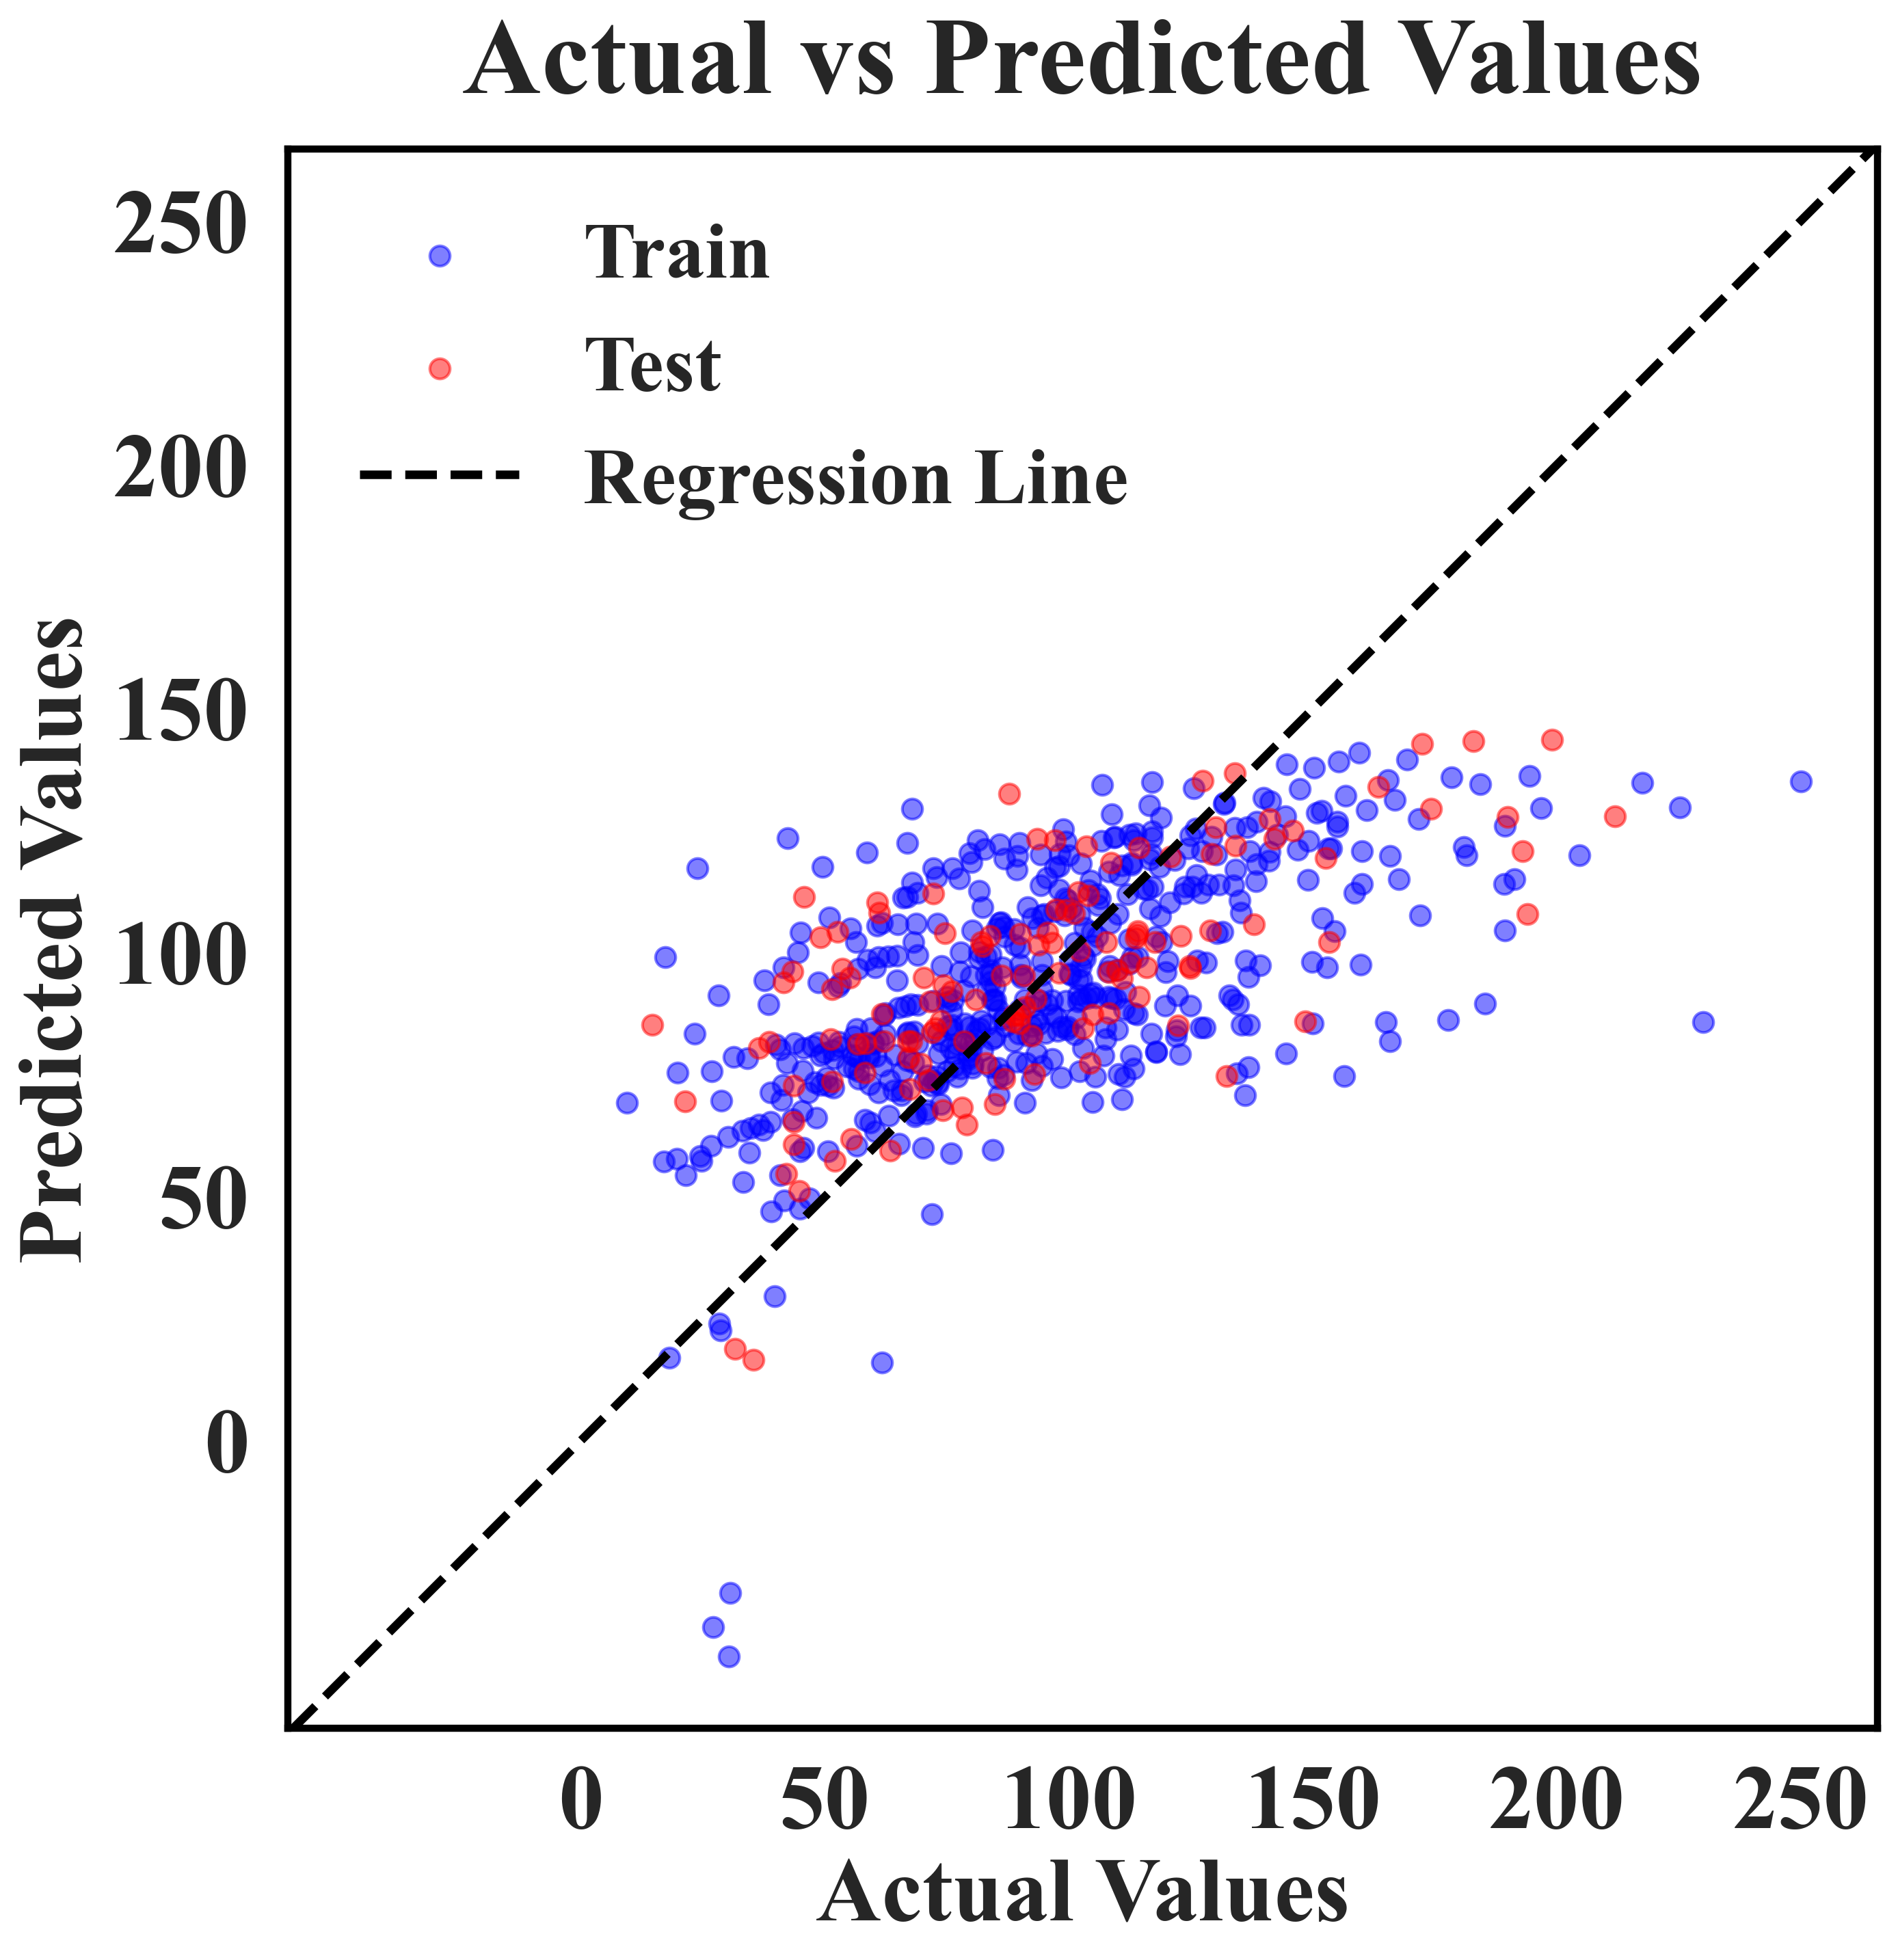 Actual vs Predicted Values
Train
Test
Regression Line
Predicted Values
250
200
150
100
50
0
0 50 100 150 200 250
Actual Values